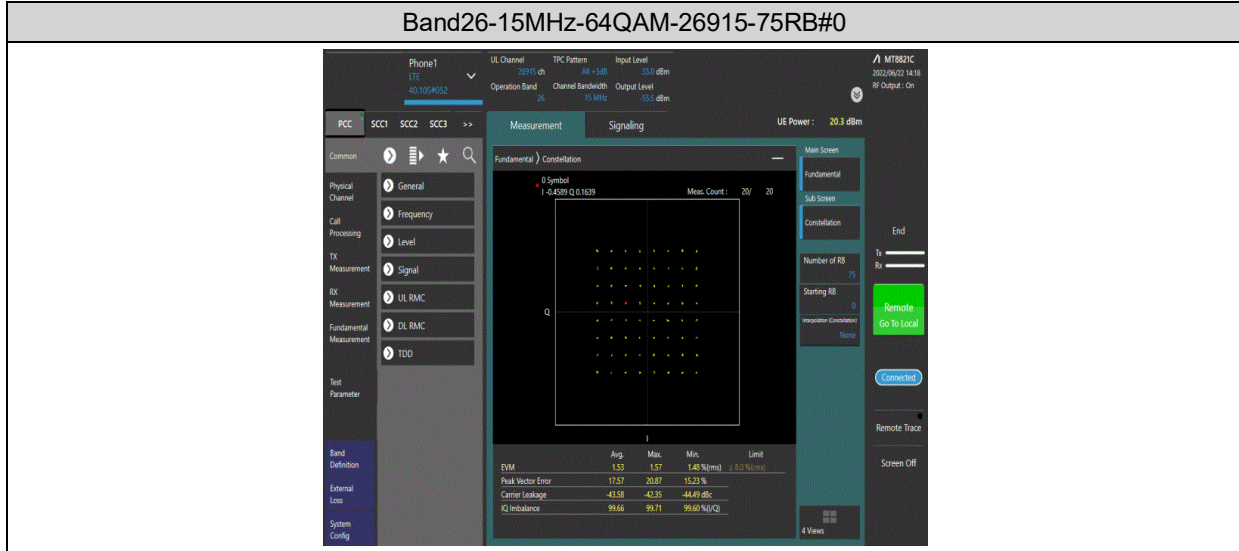 Band26-15MHz-64QAM-26915-75RB#0
Phone1
LTE
40.10S#052
UL Channel
26915 ch
Operation Band
26
TPC Pattern
All +3dB
Channel Bandwidth
15 MHz
Input Level
33.0 dBm
Output Level
-55.5 dBm
MT8821C
2022/06/22 14:18
RF Output : On
PCC SCC1 SCC2 SCC3 >>
Measurement Signaling
UE Power : 20.3 dBm
Common
Physical
Channel
Call
Processing
TX
Measurement
RX
Measurement
Fundamental
Measurement
Test
Parameter
Band
Definition
External
Loss
System
Config
General
Frequency
Level
Signal
UL RMC
DL RMC
TDD
Fundamental Constellation
0 Symbol
I -0.4589 Q 0.1639
Meas. Count : 20/ 20
Q
I
Avg. Max. Min. Limit
EVM 1.53 1.57 1.48 %(rms) ≤ 8.0 %(rms)
Peak Vector Error 17.57 20.87 15.23 %
Carrier Leakage -43.58 -42.35 -44.49 dBc
IQ Imbalance 99.66 99.71 99.60 %(I/Q)
Main Screen
Fundamental
Sub Screen
Constellation
Number of RB
75
Starting RB
0
Interpolation (Constellation)
None
4 Views
End
Tx
Rx
Remote
Go To Local
Connected
Remote Trace
Screen Off